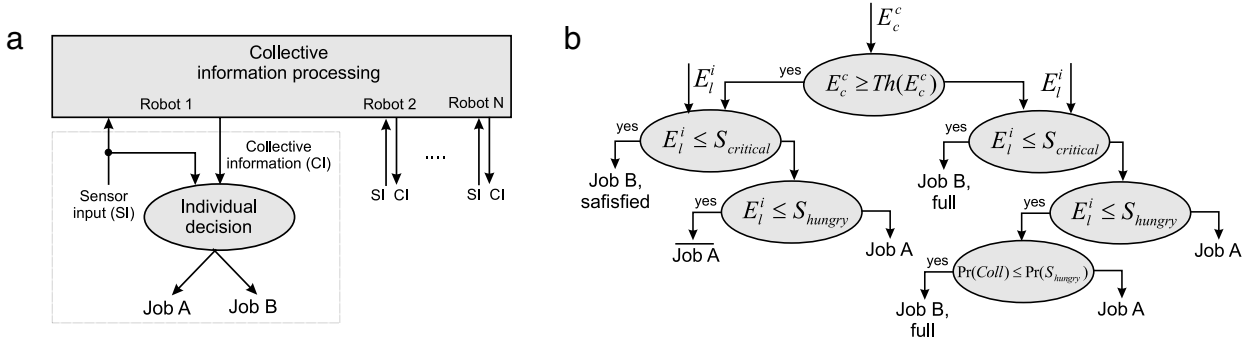 a
Collective
information processing
Robot 1
Robot 2
Robot N
Collective
information (CI)
Sensor
input (SI)
Individual
decision
SI CI
....
SI CI
Job A
Job B
b
E_c^c
yes
E_c^c ≥ Th(E_c^c)
E_l^i
E_l^i
yes
E_l^i ≤ S_critical
yes
E_l^i ≤ S_critical
Job B,
safisfied
Job B,
full
yes
E_l^i ≤ S_hungry
yes
E_l^i ≤ S_hungry
J̅o̅b̅ ̅A̅
Job A
Job A
yes
Pr(Coll) ≤ Pr(S_hungry)
Job B,
full
Job A